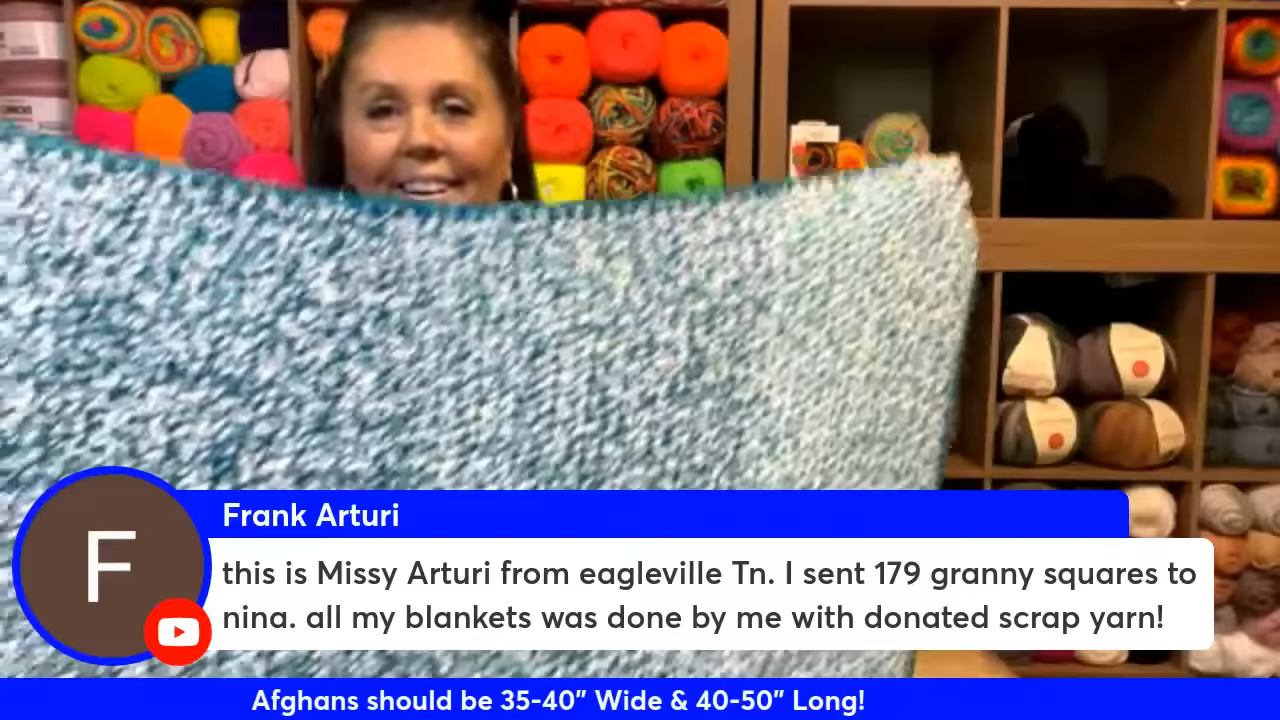 Frank Arturi
F
this is Missy Arturi from eagleville Tn. I sent 179 granny squares to
nina. all my blankets was done by me with donated scrap yarn!
Afghans should be 35-40" Wide & 40-50" Long!